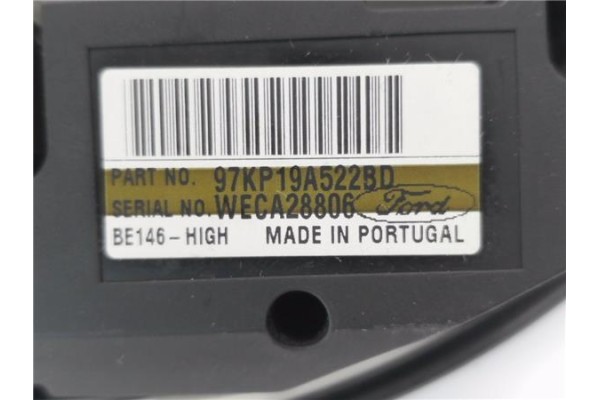 PART NO. 97KP19A522BD
SERIAL NO. WECA28806 Ford
BE146-HIGH MADE IN PORTUGAL